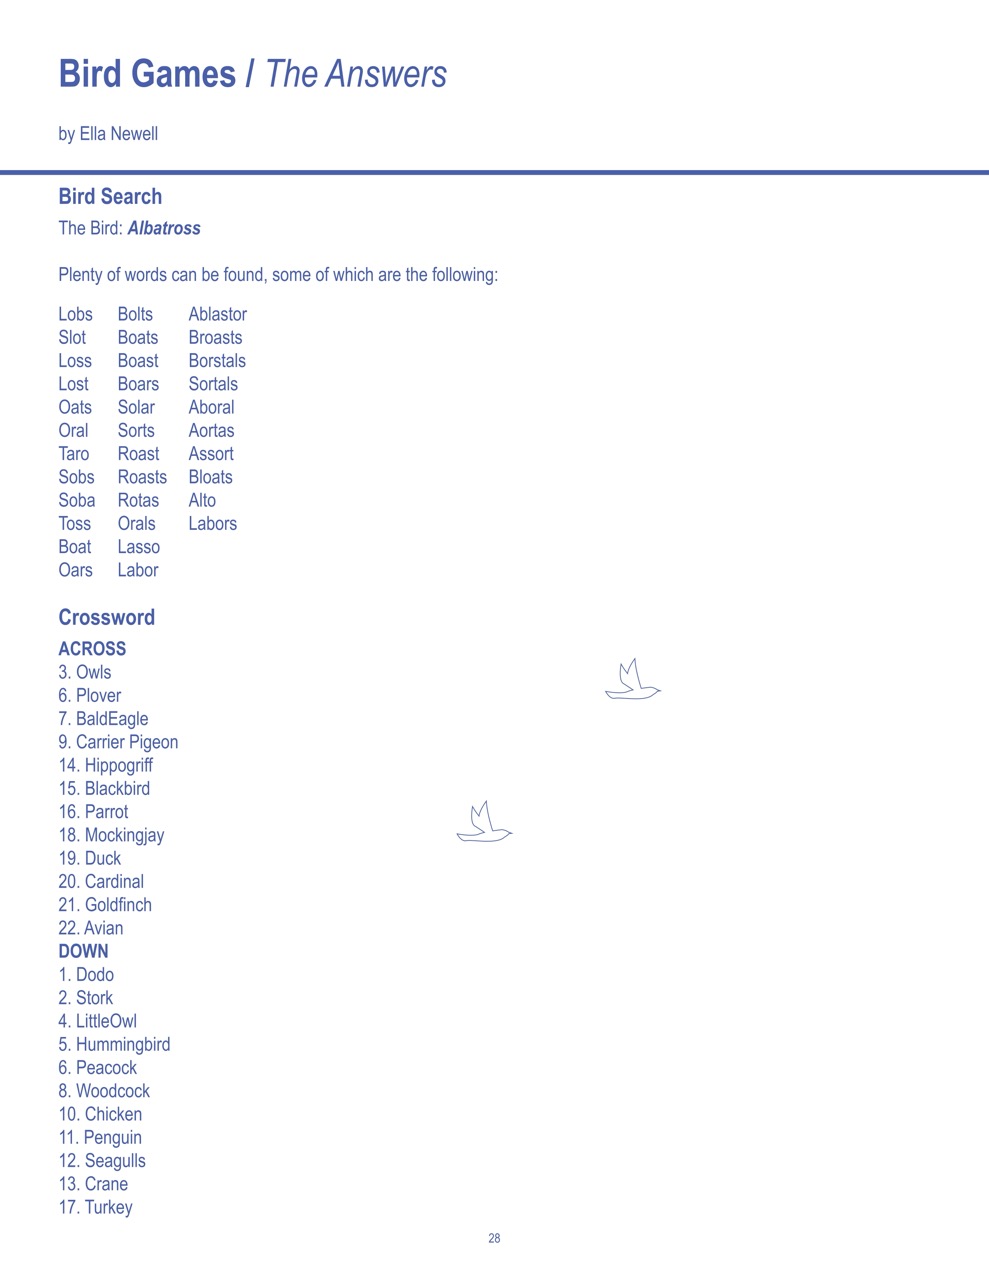 Bird Games / The Answers
by Ella Newell
Bird Search
The Bird: Albatross
Plenty of words can be found, some of which are the following:
Lobs Bolts Ablastor
Slot Boats Broasts
Loss Boast Borstals
Lost Boars Sortals
Oats Solar Aboral
Oral Sorts Aortas
Taro Roast Assort
Sobs Roasts Bloats
Soba Rotas Alto
Toss Orals Labors
Boat Lasso
Oars Labor
Crossword
ACROSS
3. Owls
6. Plover
7. BaldEagle
9. Carrier Pigeon
14. Hippogriff
15. Blackbird
16. Parrot
18. Mockingjay
19. Duck
20. Cardinal
21. Goldfinch
22. Avian
DOWN
1. Dodo
2. Stork
4. LittleOwl
5. Hummingbird
6. Peacock
8. Woodcock
10. Chicken
11. Penguin
12. Seagulls
13. Crane
17. Turkey
28